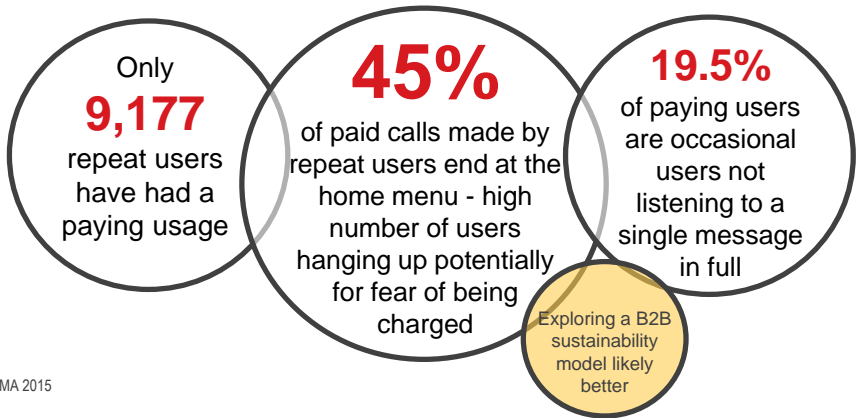 Only
9,177
repeat users
have had a
paying usage
45%
of paid calls made by
repeat users end at the
home menu - high
number of users
hanging up potentially
for fear of being
charged
19.5%
of paying users
are occasional
users not
listening to a
single message
in full
Exploring a B2B
sustainability
model likely
better
MA 2015